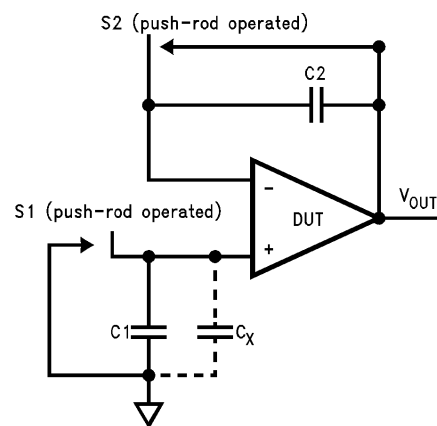 S2 (push-rod operated)
C2
-
DUT
VOUT
S1 (push-rod operated)
+
C1
CX